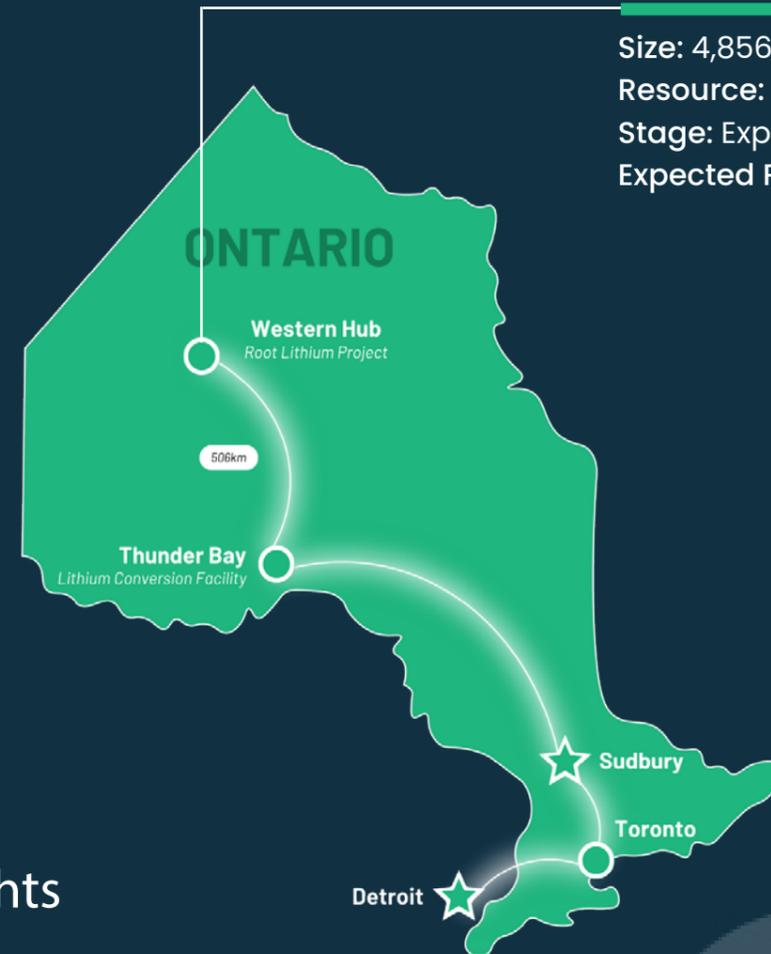 Size: 4,856
Resource:
Stage: Exp
Expected F
ONTARIO
Western Hub
Root Lithium Project
506km
Thunder Bay
Lithium Conversion Facility
Sudbury
Toronto
hts
Detroit